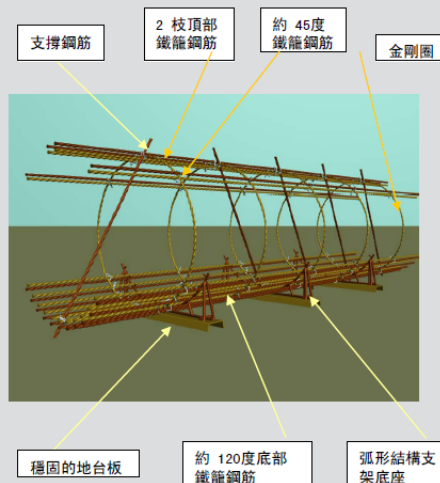 支撐鋼筋
2 枝頂部
鐵籠鋼筋
約 45度
鐵籠鋼筋
金剛圈
穩固的地台板
約 120度底部
鐵籠鋼筋
弧形結構支
架底座